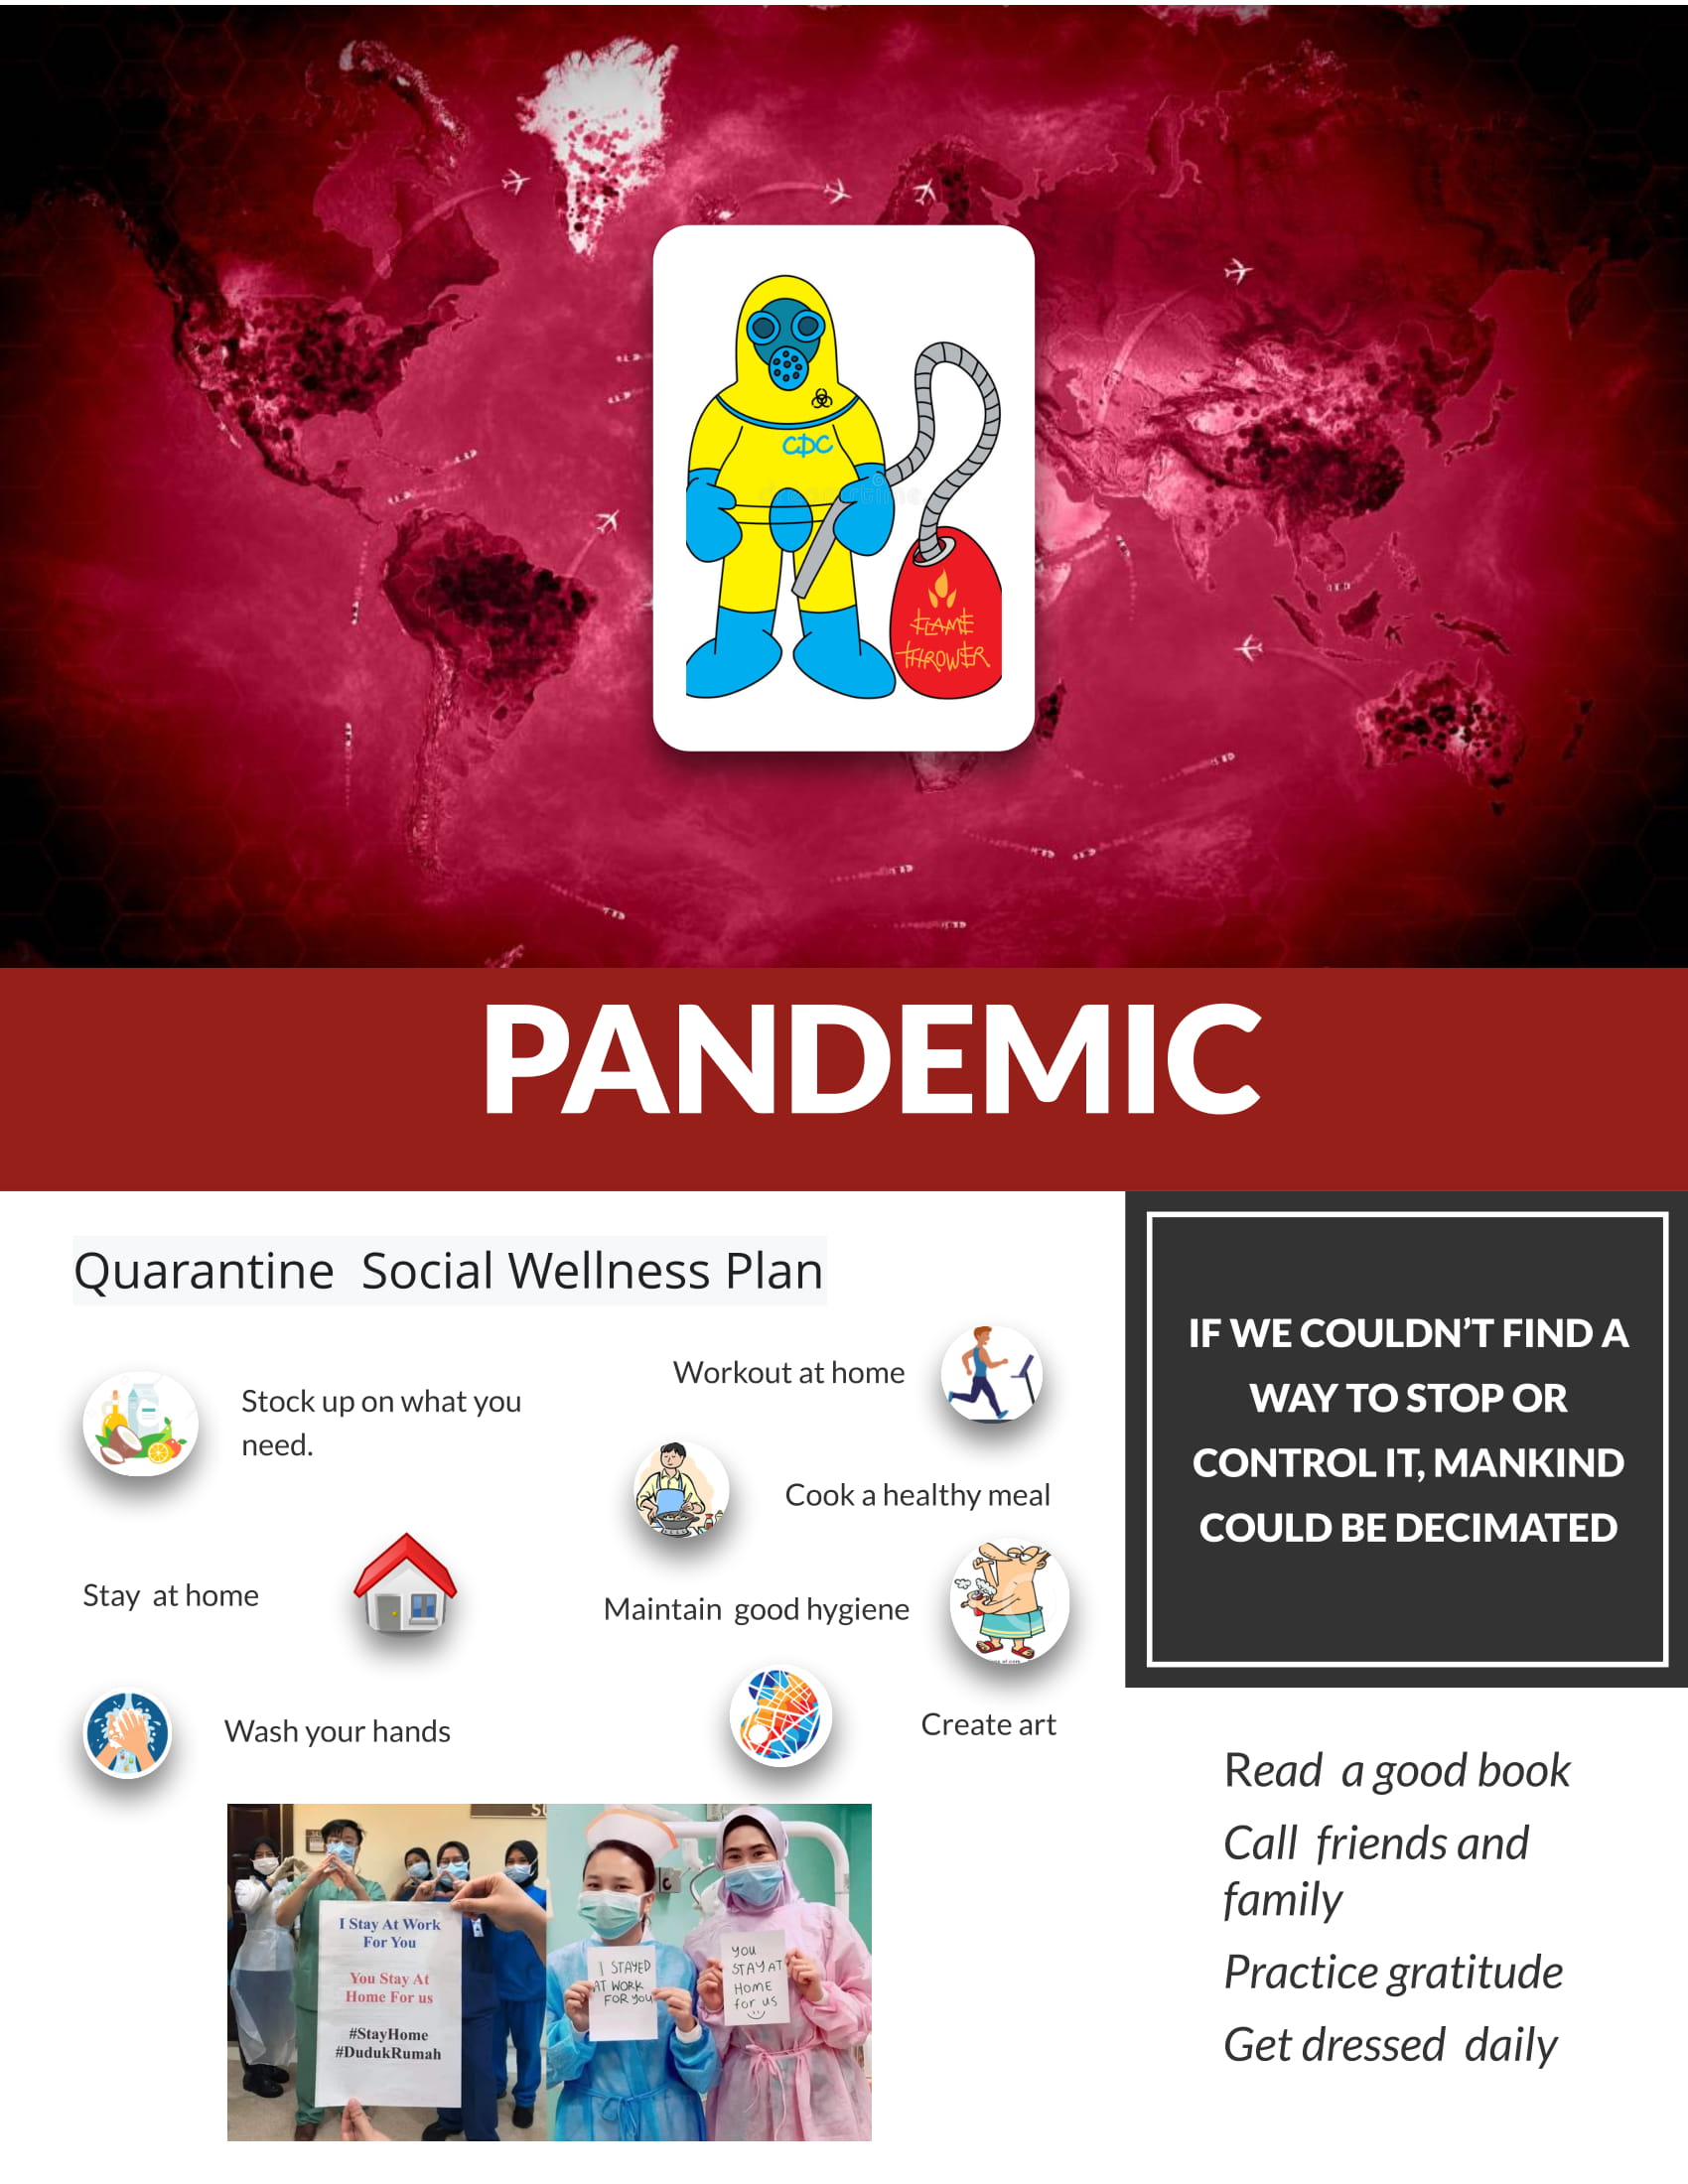 CDC
FLAME
THROWER
PANDEMIC
Quarantine Social Wellness Plan
Stock up on what you
need.
Stay at home
Wash your hands
Workout at home
Cook a healthy meal
Maintain good hygiene
Create art
IF WE COULDN’T FIND A
WAY TO STOP OR
CONTROL IT, MANKIND
COULD BE DECIMATED
Read a good book
Call friends and
family
Practice gratitude
Get dressed daily
I Stay At Work
For You
You Stay At
Home For us
#StayHome
#DudukRumah
I STAYED
AT WORK
FOR YOU
YOU
STAY AT
HOME
for us